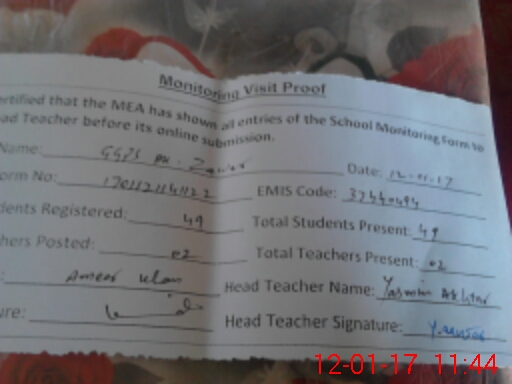 Monitoring Visit Proof
ertified that the MEA has shown all entries of the School Monitoring Form to
ead Teacher before its online submission.
Name: GGPS Date: 12-01-17
orm No: EMIS Code: 37440494
dents Registered: 49 Total Students Present: 49
hers Posted: 02 Total Teachers Present: 02
: Ameer Head Teacher Name: Yasmin Akhtar
ure: Head Teacher Signature:
12-01-17 11:44